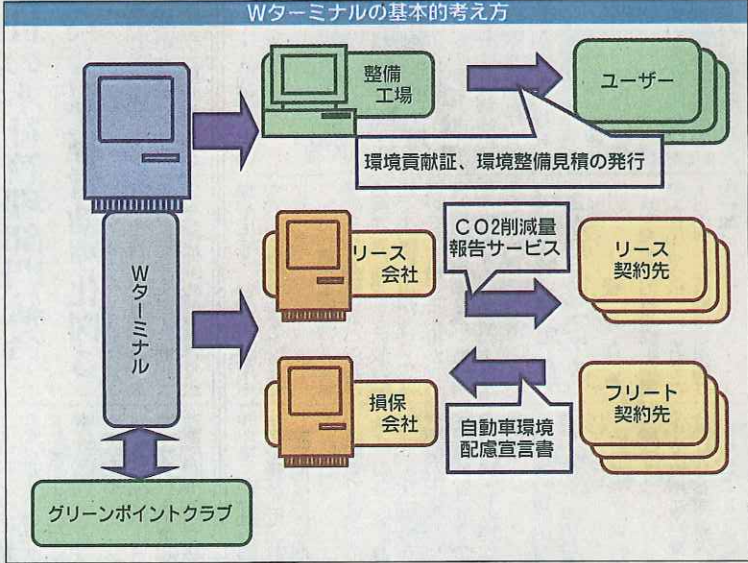 Wターミナルの基本的考え方
整備
工場
ユーザー
環境貢献証、環境整備見積の発行
Wターミナル
リース
会社
CO2削減量
報告サービス
リース
契約先
損保
会社
自動車環境
配慮宣言書
フリート
契約先
グリーンポイントクラブ